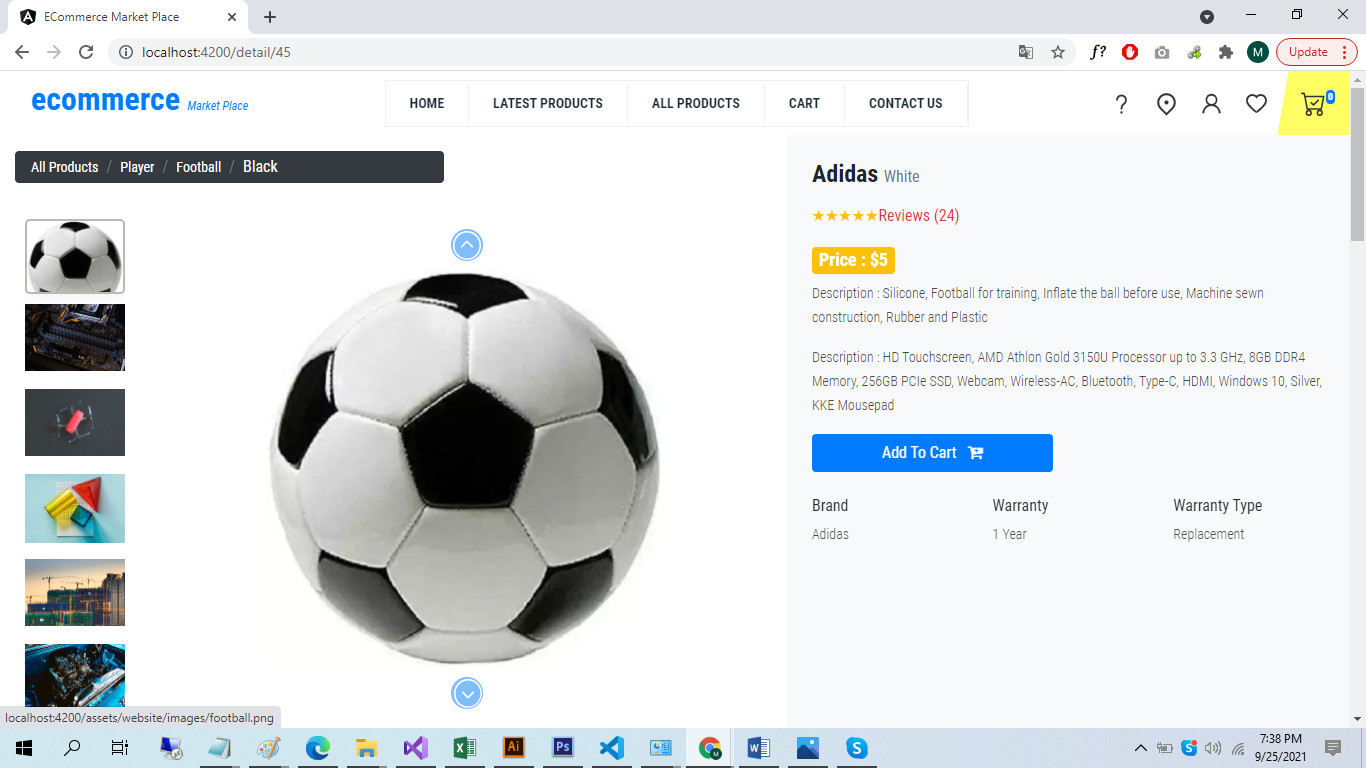 ECommerce Market Place
localhost:4200/detail/45
f?
M
Update
ecommerce Market Place
HOME
LATEST PRODUCTS
ALL PRODUCTS
CART
CONTACT US
0
All Products / Player / Football / Black
Adidas White
Reviews (24)
Price : $5
Description : Silicone, Football for training, Inflate the ball before use, Machine sewn
construction, Rubber and Plastic
Description : HD Touchscreen, AMD Athlon Gold 3150U Processor up to 3.3 GHz, 8GB DDR4
Memory, 256GB PCIe SSD, Webcam, Wireless-AC, Bluetooth, Type-C, HDMI, Windows 10, Silver,
KKE Mousepad
Add To Cart
Brand
Warranty
Warranty Type
Adidas
1 Year
Replacement
localhost:4200/assets/website/images/football.png
Ai
Ps
7:38 PM
9/25/2021